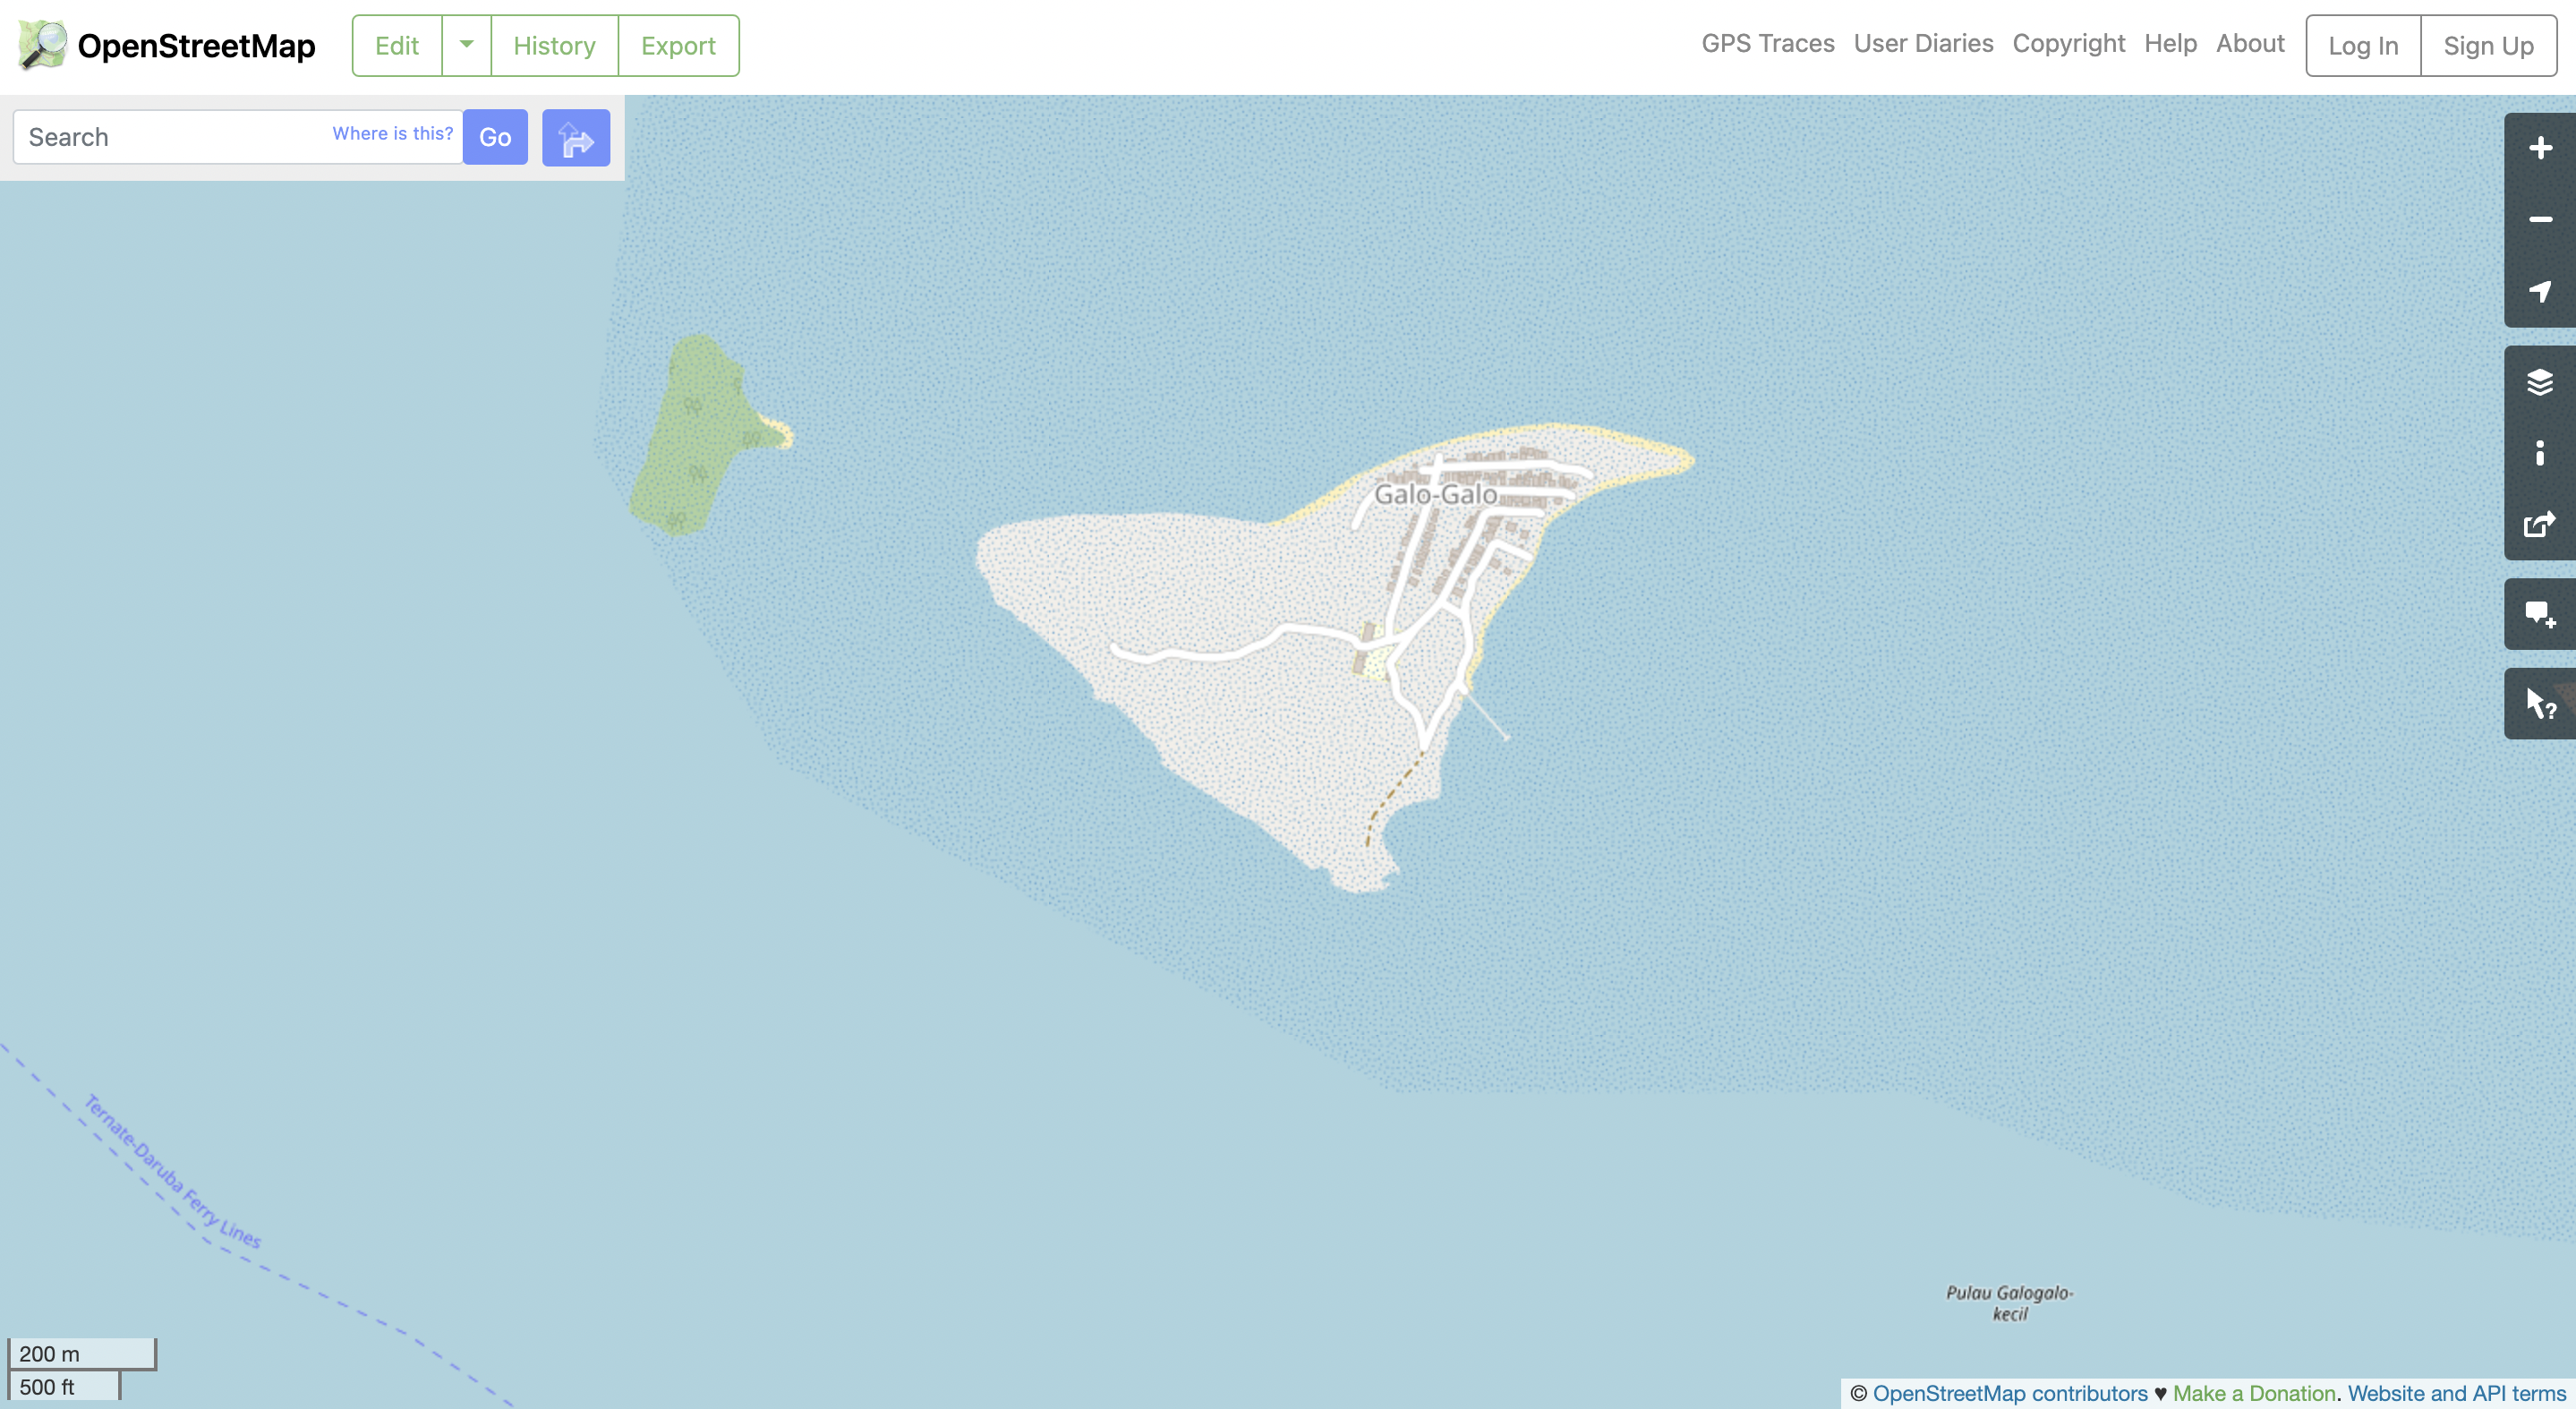 OpenStreetMap
Edit
History
Export
GPS Traces
User Diaries
Copyright
Help
About
Log In
Sign Up
Search
Where is this?
Go
Galo-Galo
Ternate-Daruba Ferry Lines
Pulau Galogalo-
kecil
200 m
500 ft
© OpenStreetMap contributors ♥ Make a Donation. Website and API terms